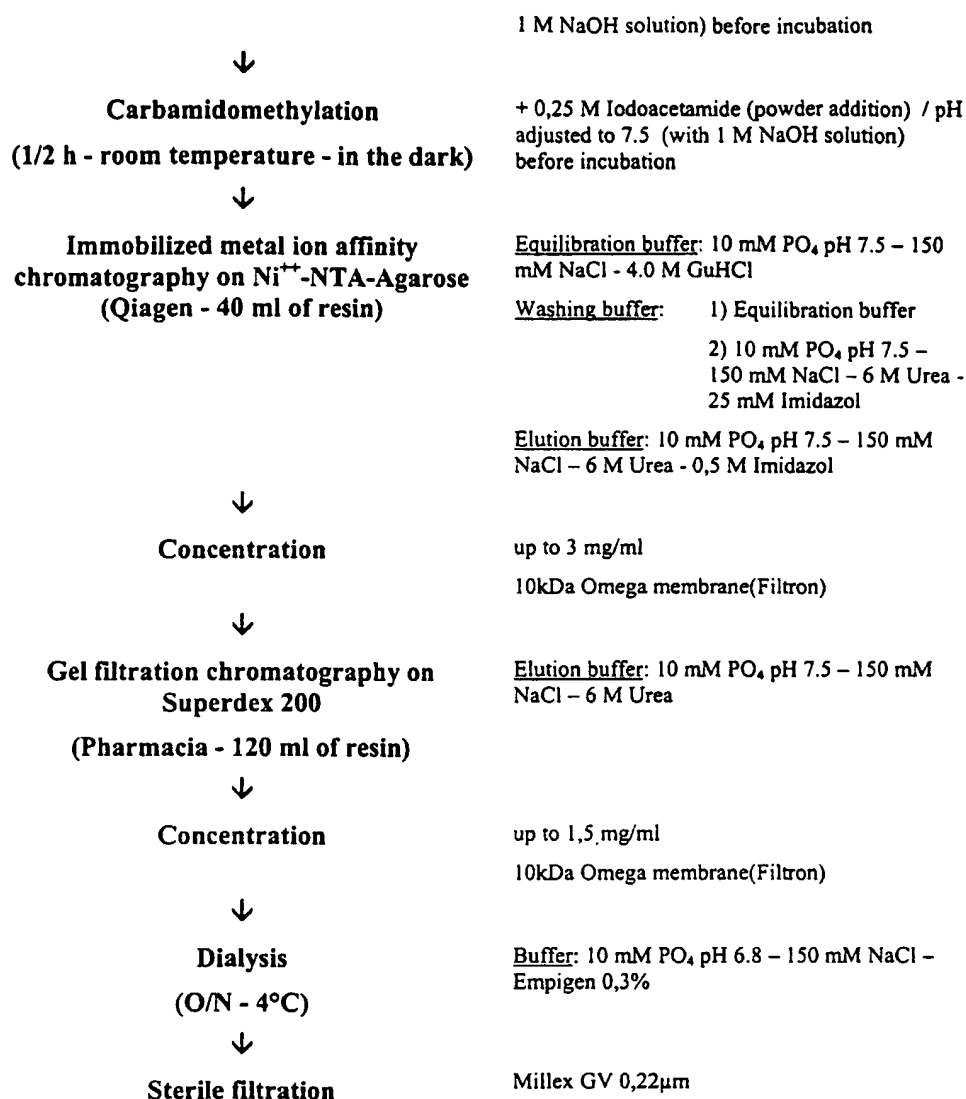 1 M NaOH solution) before incubation
↓
Carbamidomethylation
(1/2 h - room temperature - in the dark)
+ 0,25 M Iodoacetamide (powder addition) / pH
adjusted to 7.5 (with 1 M NaOH solution)
before incubation
↓
Immobilized metal ion affinity
chromatography on Ni⁺⁺-NTA-Agarose
(Qiagen - 40 ml of resin)
Equilibration buffer: 10 mM PO₄ pH 7.5 – 150
mM NaCl - 4.0 M GuHCl
Washing buffer: 1) Equilibration buffer
2) 10 mM PO₄ pH 7.5 –
150 mM NaCl – 6 M Urea -
25 mM Imidazol
Elution buffer: 10 mM PO₄ pH 7.5 – 150 mM
NaCl – 6 M Urea - 0,5 M Imidazol
↓
Concentration
up to 3 mg/ml
10kDa Omega membrane(Filtron)
↓
Gel filtration chromatography on
Superdex 200
(Pharmacia - 120 ml of resin)
Elution buffer: 10 mM PO₄ pH 7.5 – 150 mM
NaCl – 6 M Urea
↓
Concentration
up to 1,5 mg/ml
10kDa Omega membrane(Filtron)
↓
Dialysis
(O/N - 4°C)
Buffer: 10 mM PO₄ pH 6.8 – 150 mM NaCl –
Empigen 0,3%
↓
Sterile filtration
Millex GV 0,22µm